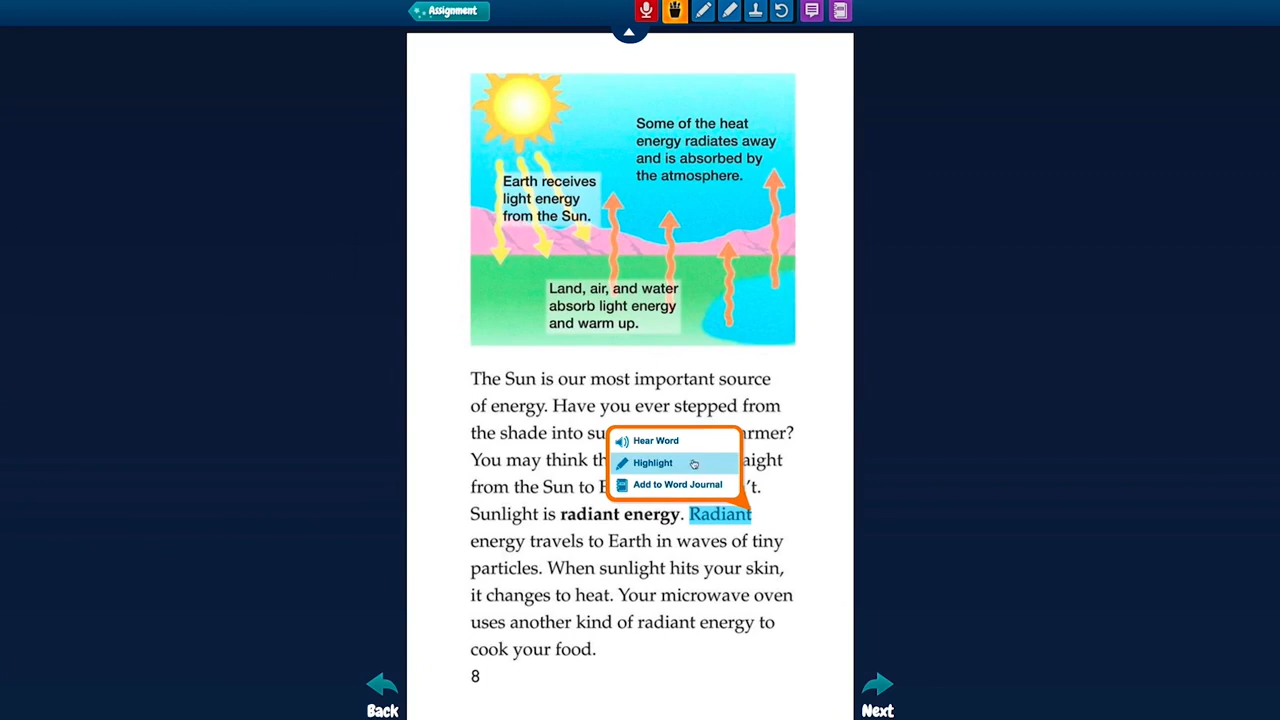 Assignment
Some of the heat
energy radiates away
and is absorbed by
the atmosphere.
Earth receives
light energy
from the Sun.
Land, air, and water
absorb light energy
and warm up.
The Sun is our most important source
of energy. Have you ever stepped from
the shade into su rmer?
Hear Word
You may think th aight
Highlight
from the Sun to E 't.
Add to Word Journal
Sunlight is radiant energy. Radiant
energy travels to Earth in waves of tiny
particles. When sunlight hits your skin,
it changes to heat. Your microwave oven
uses another kind of radiant energy to
cook your food.
8
Back
Next